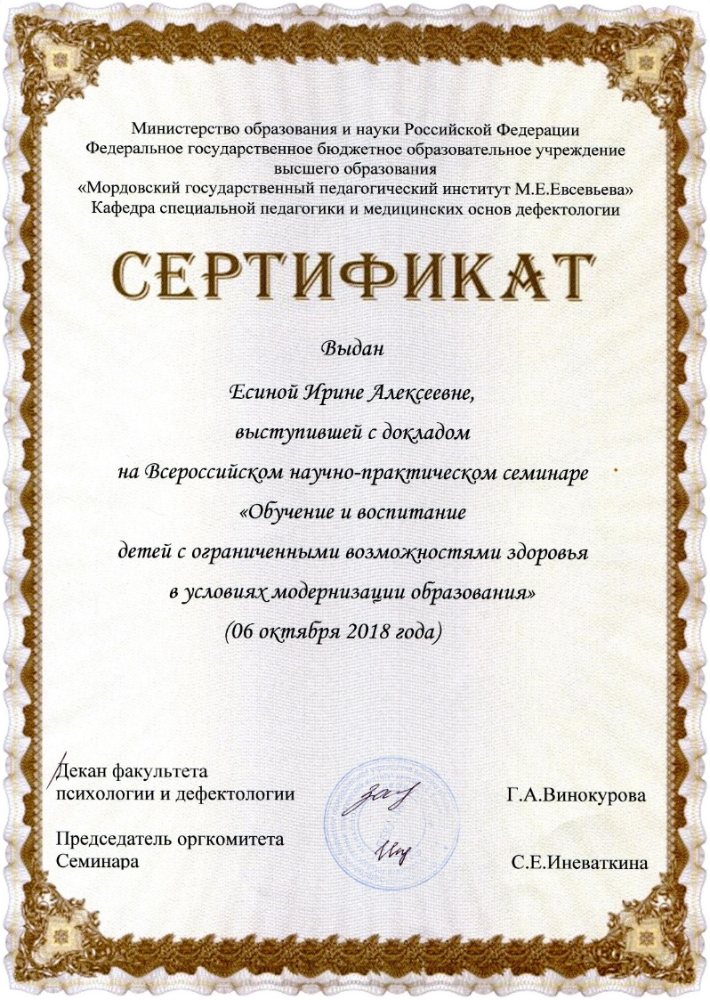 Министерство образования и науки Российской Федерации
Федеральное государственное бюджетное образовательное учреждение
высшего образования
«Мордовский государственный педагогический институт М.Е.Евсевьева»
Кафедра специальной педагогики и медицинских основ дефектологии
СЕРТИФИКАТ
Выдан
Есиной Ирине Алексеевне,
выступившей с докладом
на Всероссийском научно-практическом семинаре
«Обучение и воспитание
детей с ограниченными возможностями здоровья
в условиях модернизации образования»
(06 октября 2018 года)
Декан факультета
психологии и дефектологии
Г.А.Винокурова
Председатель оргкомитета
Семинара
С.Е.Иневаткина